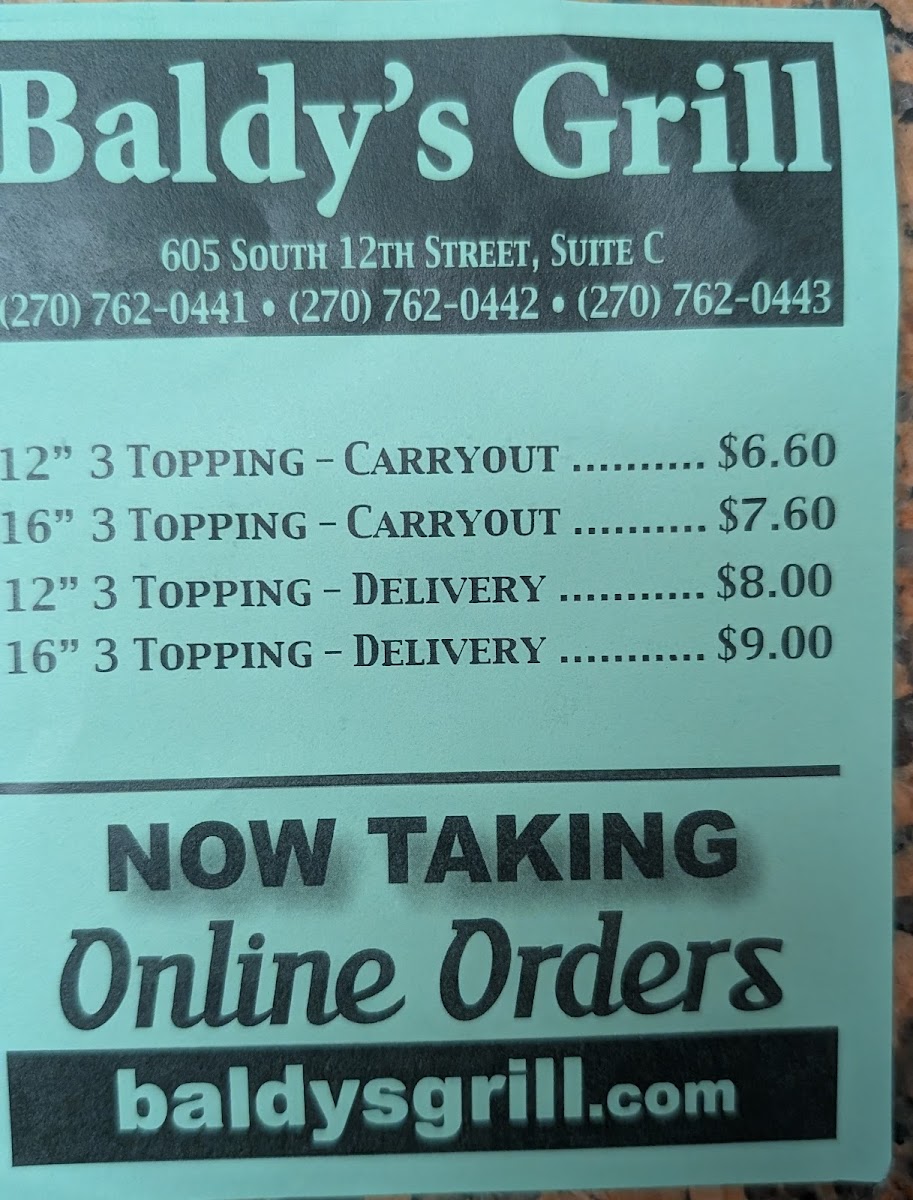 Baldy's Grill
605 South 12th Street, Suite C
(270) 762-0441 • (270) 762-0442 • (270) 762-0443
12" 3 Topping – Carryout .......... $6.60
16" 3 Topping – Carryout .......... $7.60
12" 3 Topping – Delivery ........... $8.00
16" 3 Topping – Delivery ........... $9.00
NOW TAKING
Online Orders
baldysgrill.com